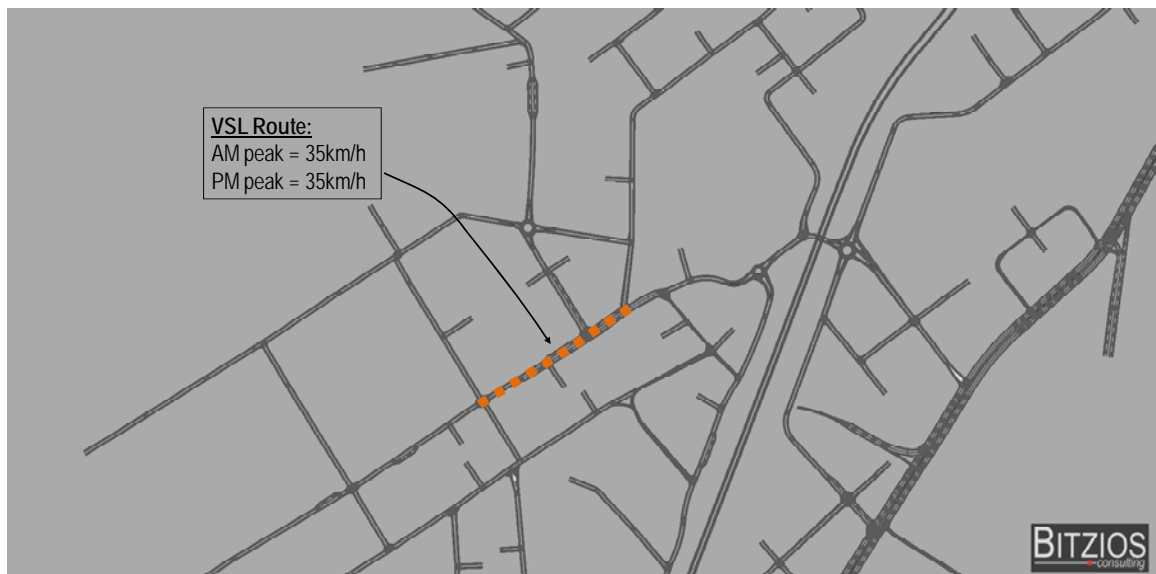 VSL Route:
AM peak = 35km/h
PM peak = 35km/h
BITZIOS
consulting